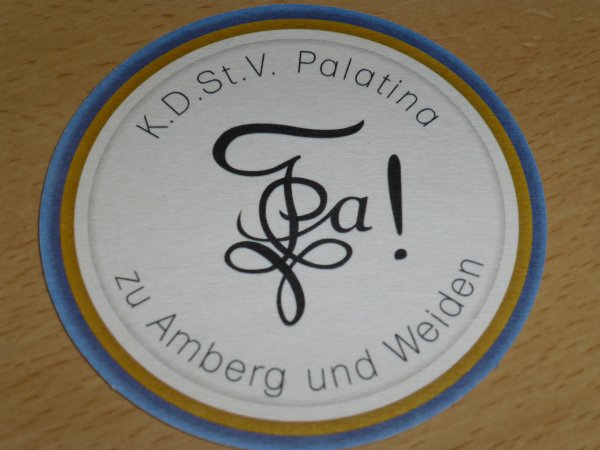 K.D.St.V. Palatina
Pa!
zu Amberg und Weiden